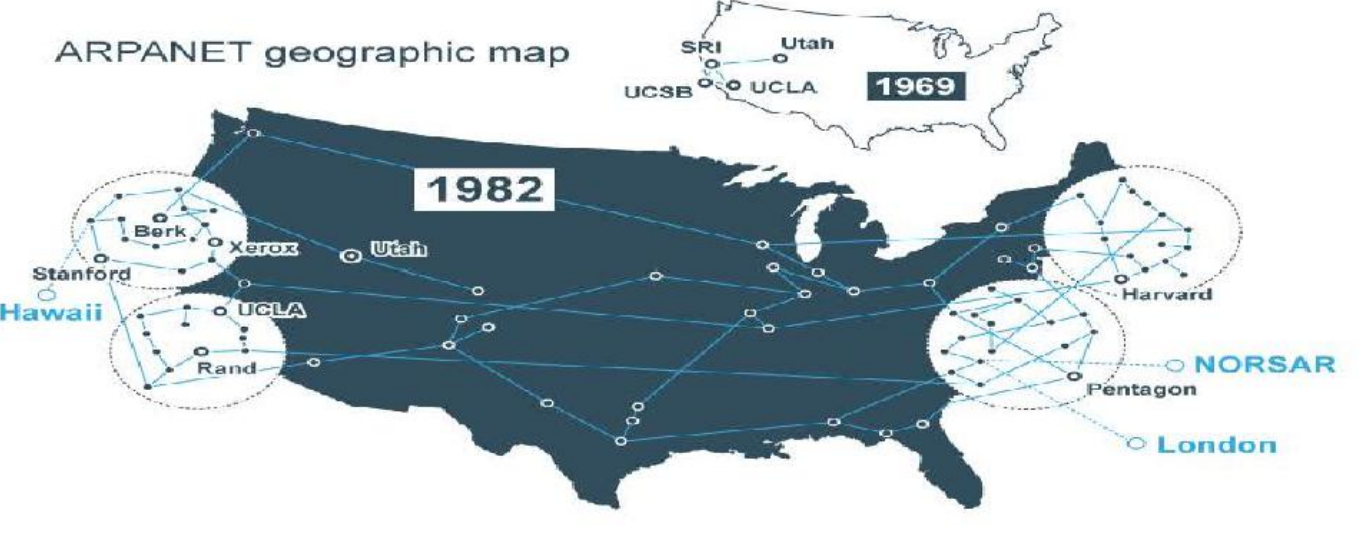 ARPANET geographic map
SRI
Utah
UCSB
UCLA
1969
1982
Berk
Xerox
Utah
Stanford
Hawaii
UCLA
Rand
Harvard
NORSAR
Pentagon
London